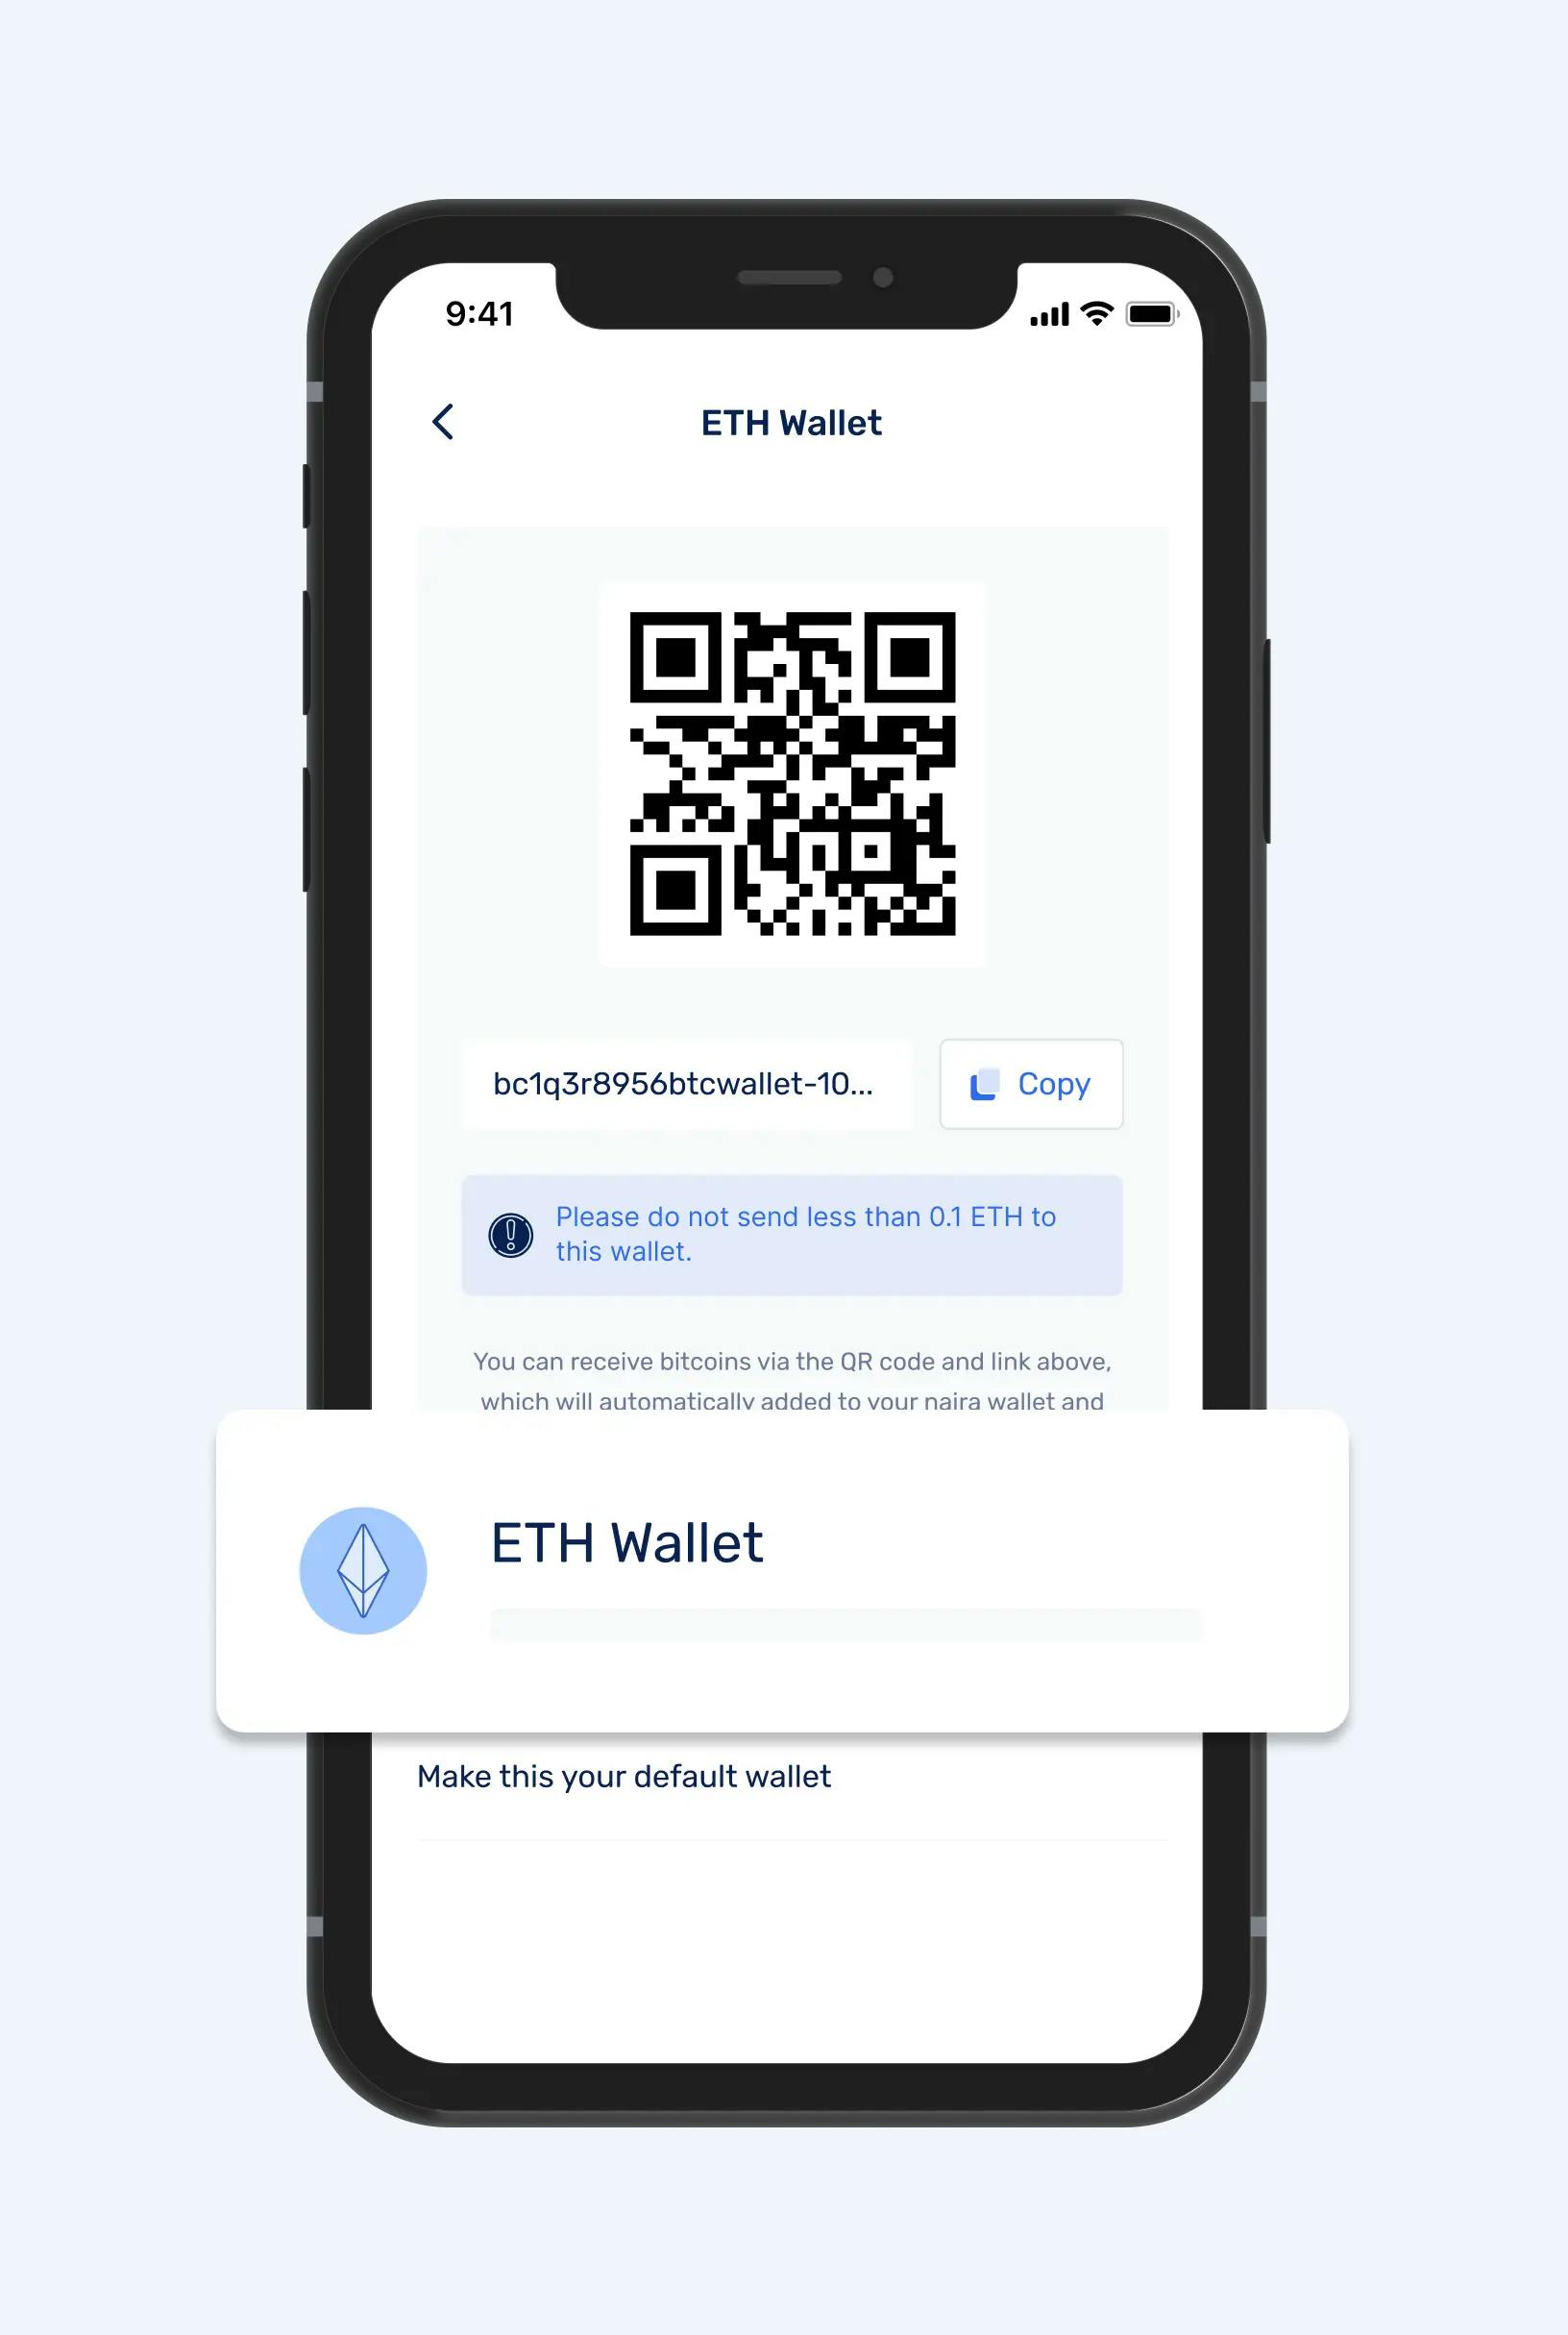 9:41
ETH Wallet
bc1q3r8956btcwallet-10...
Copy
Please do not send less than 0.1 ETH to
this wallet.
You can receive bitcoins via the QR code and link above,
which will automatically added to your naira wallet and
ETH Wallet
Make this your default wallet